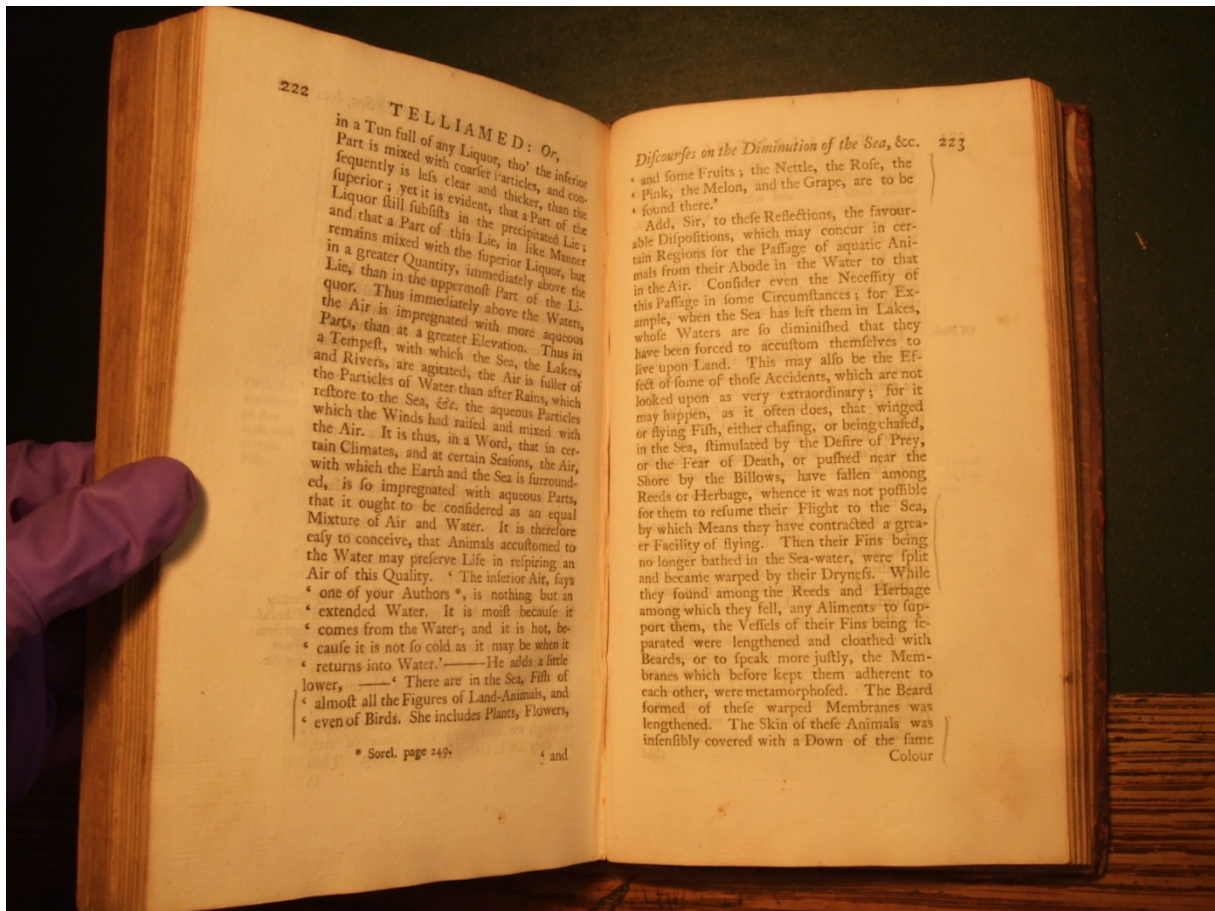 222
TELLIAMED: Or,
in a Tun full of any Liquor, tho' the inferior
Part is mixed with coarſer Particles, and con-
ſequently is leſs clear and thicker, than the
ſuperior; yet it is evident, that a Part of the
Liquor ſtill ſubſiſts in the precipitated Lie;
and that a Part of this Lie, in like Manner
remains mixed with the ſuperior Liquor, but
in a greater Quantity, immediately above the
Lie, than in the uppermoſt Part of the Li-
quor. Thus immediately above the Waters,
the Air is impregnated with more aqueous
Parts, than at a greater Elevation. Thus in
a Tempeſt, with which the Sea, the Lakes,
and Rivers, are agitated, the Air is fuller of
the Particles of Water than after Rains, which
reſtore to the Sea, &c. the aqueous Particles
which the Winds had raiſed and mixed with
the Air. It is thus, in a Word, that in cer-
tain Climates, and at certain Seaſons, the Air,
with which the Earth and the Sea is ſurround-
ed, is ſo impregnated with aqueous Parts,
that it ought to be conſidered as an equal
Mixture of Air and Water. It is therefore
eaſy to conceive, that Animals accuſtomed to
the Water may preſerve Life in reſpiring an
Air of this Quality. ‘ The inferior Air, ſays
‘ one of your Authors *, is nothing but an
‘ extended Water. It is moiſt becauſe it
‘ comes from the Water; and it is hot, be-
‘ cauſe it is not ſo cold as it may be when it
‘ returns into Water.’——He adds a little
lower, ——‘ There are in the Sea, Fiſh of
‘ almoſt all the Figures of Land-Animals, and
‘ even of Birds. She includes Plants, Flowers,
* Sorel. page 249.
‘ and
Diſcourſes on the Diminution of the Sea, &c. 223
‘ and ſome Fruits; the Nettle, the Roſe, the
‘ Pink, the Melon, and the Grape, are to be
‘ found there.’
Add, Sir, to theſe Reflections, the favour-
able Diſpoſitions, which may concur in cer-
tain Regions for the Paſſage of aquatic Ani-
mals from their Abode in the Water to that
in the Air. Conſider even the Neceſſity of
this Paſſage in ſome Circumſtances; for Ex-
ample, when the Sea has left them in Lakes,
whoſe Waters are ſo diminiſhed that they
have been forced to accuſtom themſelves to
live upon Land. This may alſo be the Ef-
fect of ſome of thoſe Accidents, which are not
looked upon as very extraordinary; for it
may happen, as it often does, that winged
or flying Fiſh, either chaſing, or being chaſed,
in the Sea, ſtimulated by the Deſire of Prey,
or the Fear of Death, or puſhed near the
Shore by the Billows, have fallen among
Reeds or Herbage, whence it was not poſſible
for them to reſume their Flight to the Sea,
by which Means they have contracted a grea-
er Facility of flying. Then their Fins being
no longer bathed in the Sea-water, were ſplit
and became warped by their Dryneſs. While
they found among the Reeds and Herbage
among which they fell, any Aliments to ſup-
port them, the Veſſels of their Fins being ſe-
parated were lengthened and cloathed with
Beards, or to ſpeak more juſtly, the Mem-
branes which before kept them adherent to
each other, were metamorphoſed. The Beard
formed of theſe warped Membranes was
lengthened. The Skin of theſe Animals was
inſenſibly covered with a Down of the ſame
Colour